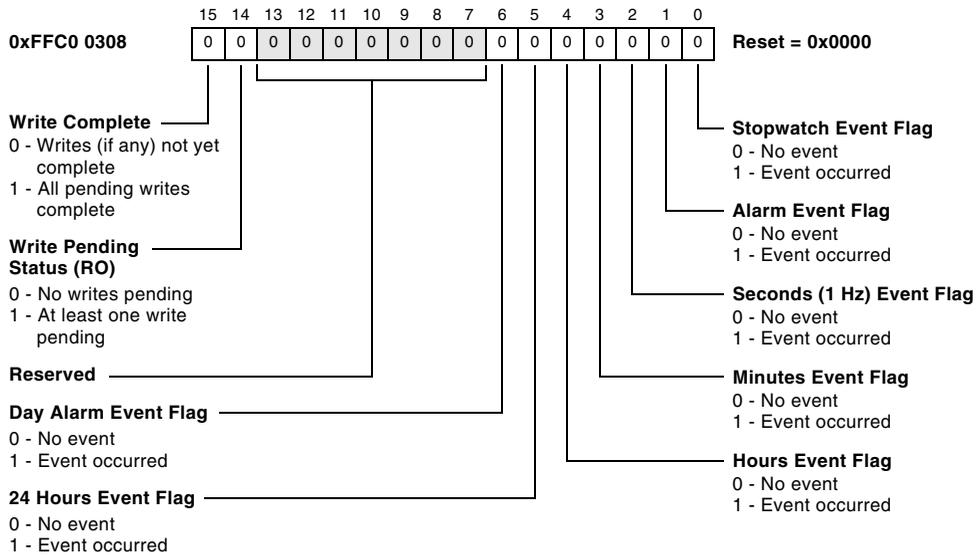 15 14 13 12 11 10 9 8 7 6 5 4 3 2 1 0
0xFFC0 0308
0 0 0 0 0 0 0 0 0 0 0 0 0 0 0 0
Reset = 0x0000
Write Complete
0 - Writes (if any) not yet
complete
1 - All pending writes
complete
Write Pending
Status (RO)
0 - No writes pending
1 - At least one write
pending
Reserved
Day Alarm Event Flag
0 - No event
1 - Event occurred
24 Hours Event Flag
0 - No event
1 - Event occurred
Stopwatch Event Flag
0 - No event
1 - Event occurred
Alarm Event Flag
0 - No event
1 - Event occurred
Seconds (1 Hz) Event Flag
0 - No event
1 - Event occurred
Minutes Event Flag
0 - No event
1 - Event occurred
Hours Event Flag
0 - No event
1 - Event occurred